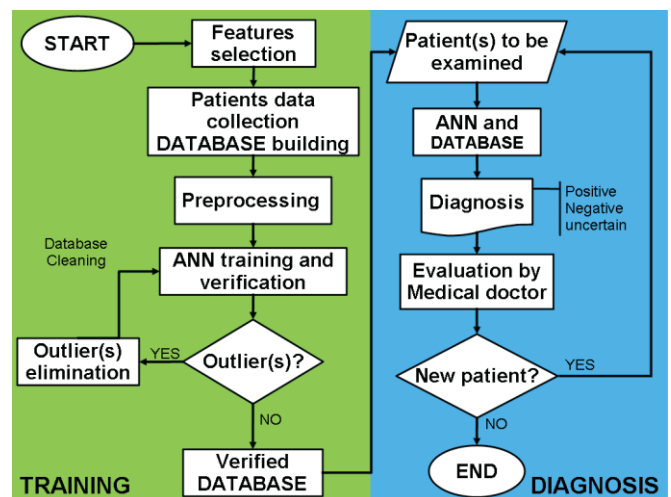 START
Features
selection
Patients data
collection
DATABASE building
Preprocessing
Database
Cleaning
ANN training and
verification
Outlier(s)
elimination
YES
Outlier(s)?
NO
Verified
DATABASE
TRAINING
Patient(s) to be
examined
ANN and
DATABASE
Diagnosis
Positive
Negative
uncertain
Evaluation by
Medical doctor
New patient?
YES
NO
END
DIAGNOSIS